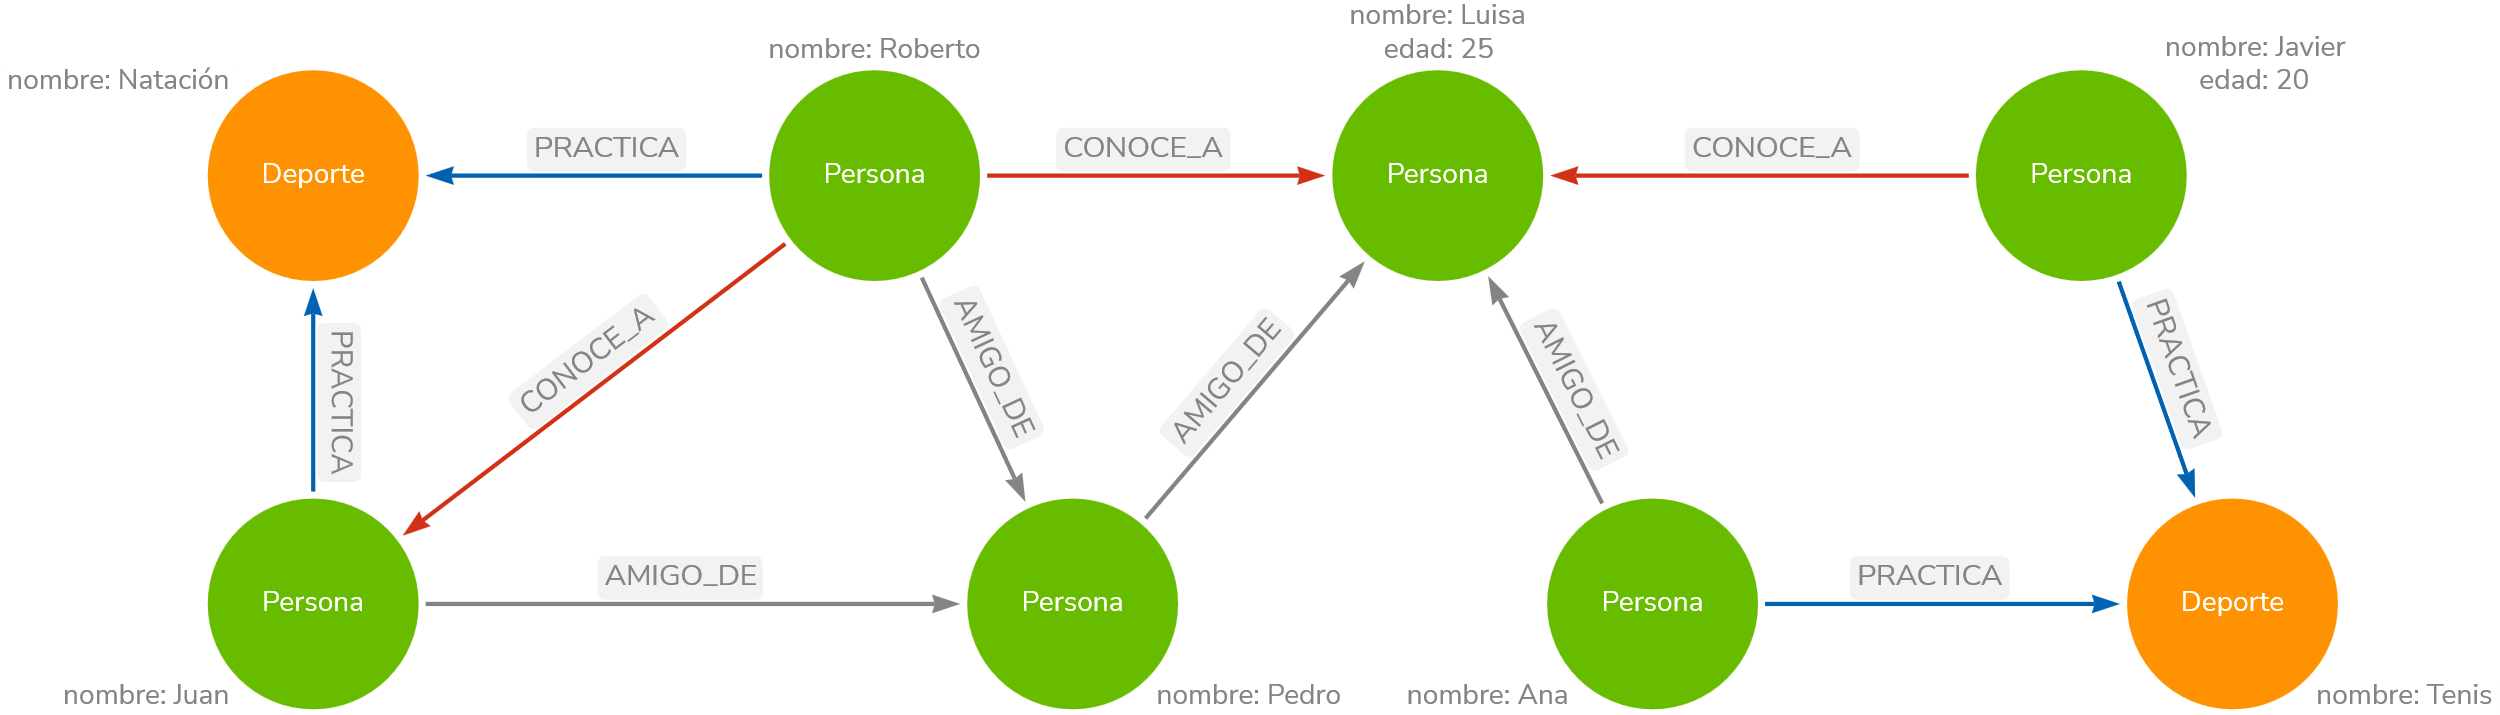 nombre: Luisa
edad: 25
nombre: Roberto
nombre: Javier
edad: 20
nombre: Natación
PRACTICA
CONOCE_A
CONOCE_A
Deporte
Persona
Persona
Persona
CONOCE_A
AMIGO_DE
AMIGO_DE
AMIGO_DE
PRACTICA
PRACTICA
AMIGO_DE
PRACTICA
Persona
Persona
Persona
Deporte
nombre: Juan
nombre: Pedro
nombre: Ana
nombre: Tenis